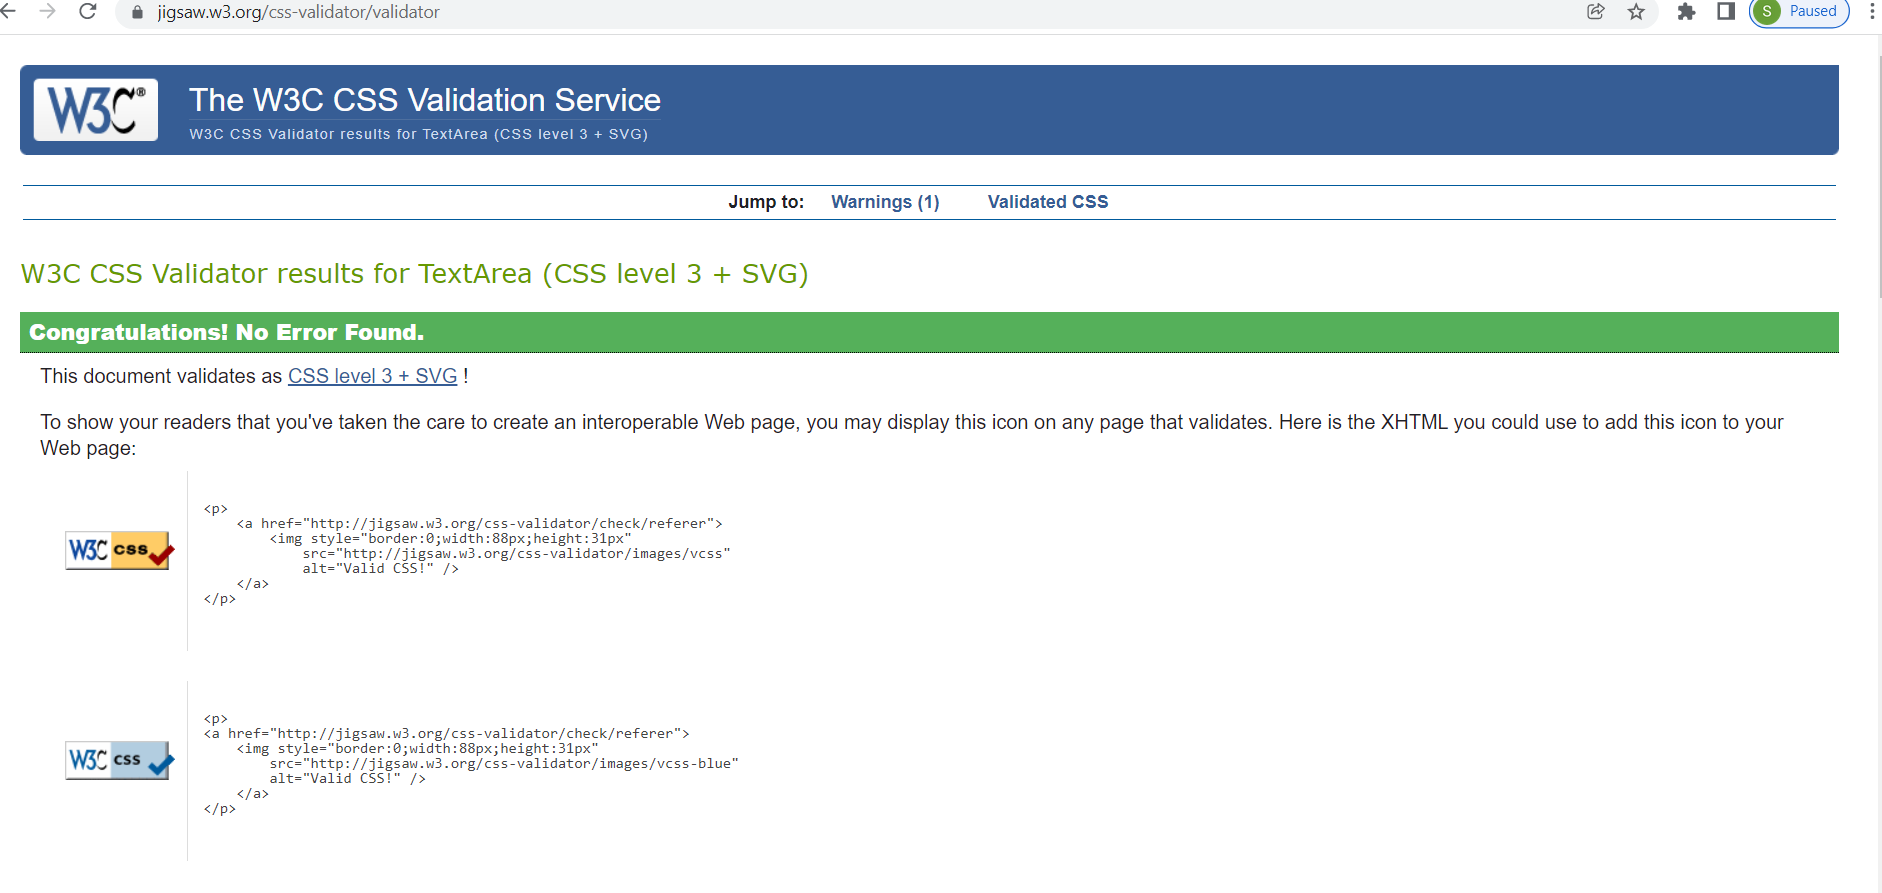 jigsaw.w3.org/css-validator/validator
S Paused
W3C®
The W3C CSS Validation Service
W3C CSS Validator results for TextArea (CSS level 3 + SVG)
Jump to: Warnings (1) Validated CSS
W3C CSS Validator results for TextArea (CSS level 3 + SVG)
Congratulations! No Error Found.
This document validates as CSS level 3 + SVG !
To show your readers that you've taken the care to create an interoperable Web page, you may display this icon on any page that validates. Here is the XHTML you could use to add this icon to your
Web page:
W3C css
<p>
    <a href="http://jigsaw.w3.org/css-validator/check/referer">
        <img style="border:0;width:88px;height:31px"
            src="http://jigsaw.w3.org/css-validator/images/vcss"
            alt="Valid CSS!" />
    </a>
</p>
W3C css
<p>
<a href="http://jigsaw.w3.org/css-validator/check/referer">
    <img style="border:0;width:88px;height:31px"
        src="http://jigsaw.w3.org/css-validator/images/vcss-blue"
        alt="Valid CSS!" />
    </a>
</p>